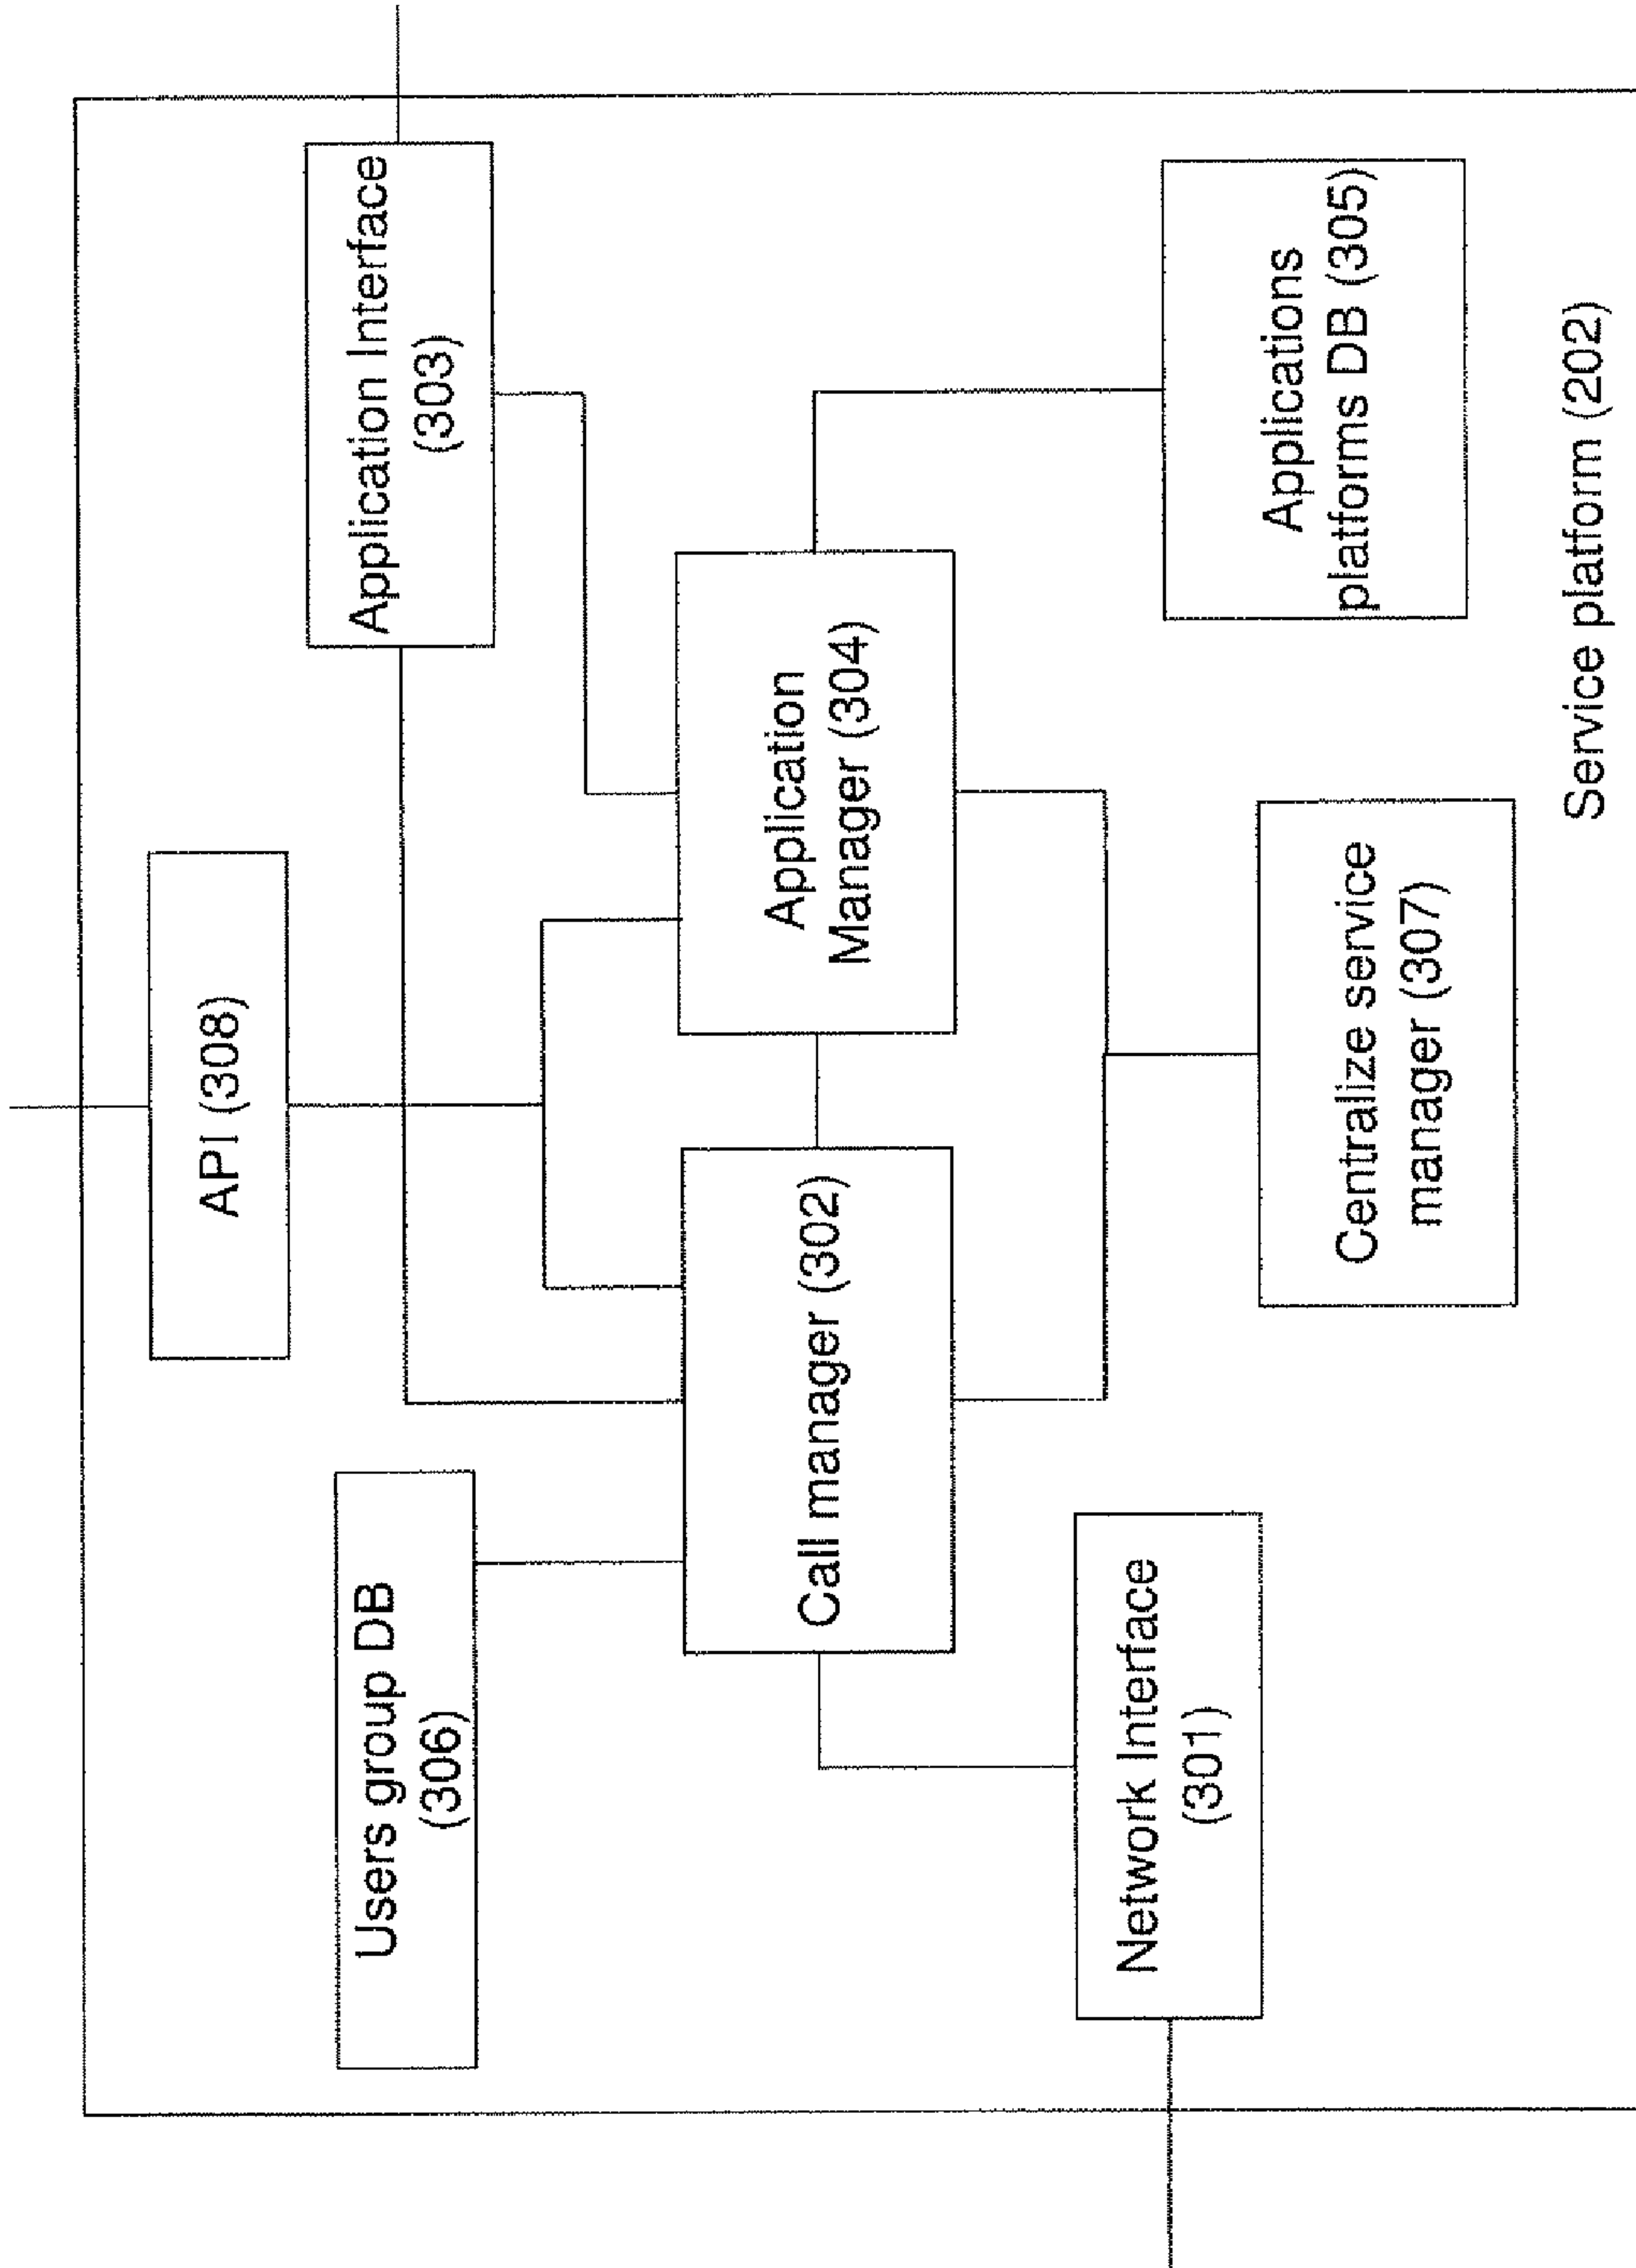 API (308)
Users group DB
(306)
Application Interface
(303)
Call manager (302)
Application
Manager (304)
Network Interface
(301)
Centralize service
manager (307)
Applications
platforms DB (305)
Service platform (202)